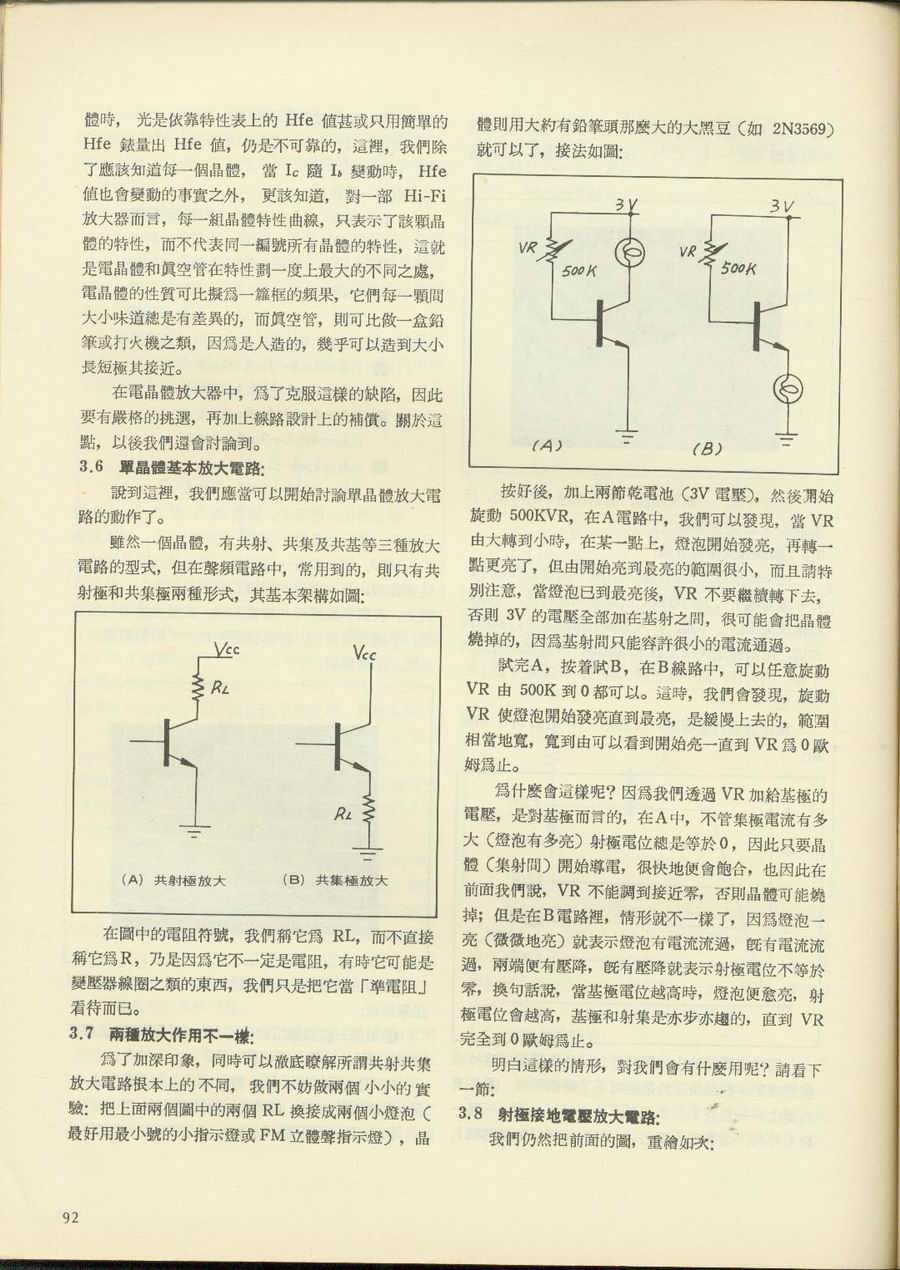 體時， 光是依靠特性表上的 Hfe 值甚或只用簡單的
Hfe 錶量出 Hfe 值，仍是不可靠的，這裡，我們除
了應該知道每一個晶體， 當 Ic 隨 Ib 變動時， Hfe
值也會變動的事實之外， 更該知道， 對一部 Hi-Fi
放大器而言，每一組晶體特性曲線，只表示了該顆晶
體的特性，而不代表同一編號所有晶體的特性，這就
是電晶體和眞空管在特性劃一度上最大的不同之處，
電晶體的性質可比擬爲一籮框的頻果，它們每一顆間
大小味道總是有差異的，而眞空管，則可比做一盒鉛
筆或打火機之類，因爲是人造的，幾乎可以造到大小
長短極其接近。
在電晶體放大器中，爲了克服這樣的缺陷，因此
要有嚴格的挑選，再加上線路設計上的補償。關於這
點，以後我們還會討論到。
3.6 單晶體基本放大電路:
說到這裡，我們應當可以開始討論單晶體放大電
路的動作了。
雖然一個晶體，有共射、共集及共基等三種放大
電路的型式，但在聲頻電路中，常用到的，則只有共
射極和共集極兩種形式，其基本架構如圖:
Vcc
RL
Vcc
RL
(A) 共射極放大
(B) 共集極放大
在圖中的電阻符號，我們稱它爲 RL，而不直接
稱它爲R，乃是因爲它不一定是電阻，有時它可能是
變壓器線圈之類的東西，我們只是把它當「準電阻」
看待而已。
3.7 兩種放大作用不一樣:
爲了加深印象，同時可以澈底瞭解所謂共射共集
放大電路根本上的不同， 我們不妨做兩個小小的實
驗: 把上面兩個圖中的兩個 RL 換接成兩個小燈泡 (
最好用最小號的小指示燈或 FM 立體聲指示燈) , 晶
體則用大約有鉛筆頭那麼大的大黑豆 (如 2N3569)
就可以了，接法如圖:
3V
VR
500K
(A)
3V
VR
500K
(B)
按好後，加上兩節乾電池 (3V 電壓)，然後開始
旋動 500KVR，在A電路中，我們可以發現，當 VR
由大轉到小時，在某一點上，燈泡開始發亮，再轉一
點更亮了，但由開始亮到最亮的範圍很小，而且請特
別注意，當燈泡已到最亮後，VR 不要繼續轉下去，
否則 3V 的電壓全部加在基射之間，很可能會把晶體
燒掉的，因爲基射間只能容許很小的電流通過。
試完A，按着試B，在B線路中，可以任意旋動
VR 由 500K 到 0 都可以。這時，我們會發現，旋動
VR 使燈泡開始發亮直到最亮，是緩慢上去的，範圍
相當地寬，寬到由可以看到開始亮一直到 VR 爲 0 歐
姆爲止。
爲什麼會這樣呢? 因爲我們透過 VR 加給基極的
電壓，是對基極而言的，在A中，不管集極電流有多
大 (燈泡有多亮) 射極電位總是等於 0，因此只要晶
體 (集射間) 開始導電，很快地便會飽合，也因此在
前面我們說，VR 不能調到接近零，否則晶體可能燒
掉; 但是在B電路裡，情形就不一樣了，因爲燈泡一
亮 (微微地亮) 就表示燈泡有電流流過，旣有電流流
過，兩端便有壓降，旣有壓降就表示射極電位不等於
零，換句話說，當基極電位越高時，燈泡便愈亮，射
極電位會越高，基極和射集是亦步亦趨的，直到 VR
完全到 0 歐姆爲止。
明白這樣的情形，對我們會有什麼用呢? 請看下
一節:
3.8 射極接地電壓放大電路:
我們仍然把前面的圖，重繪如次:
92